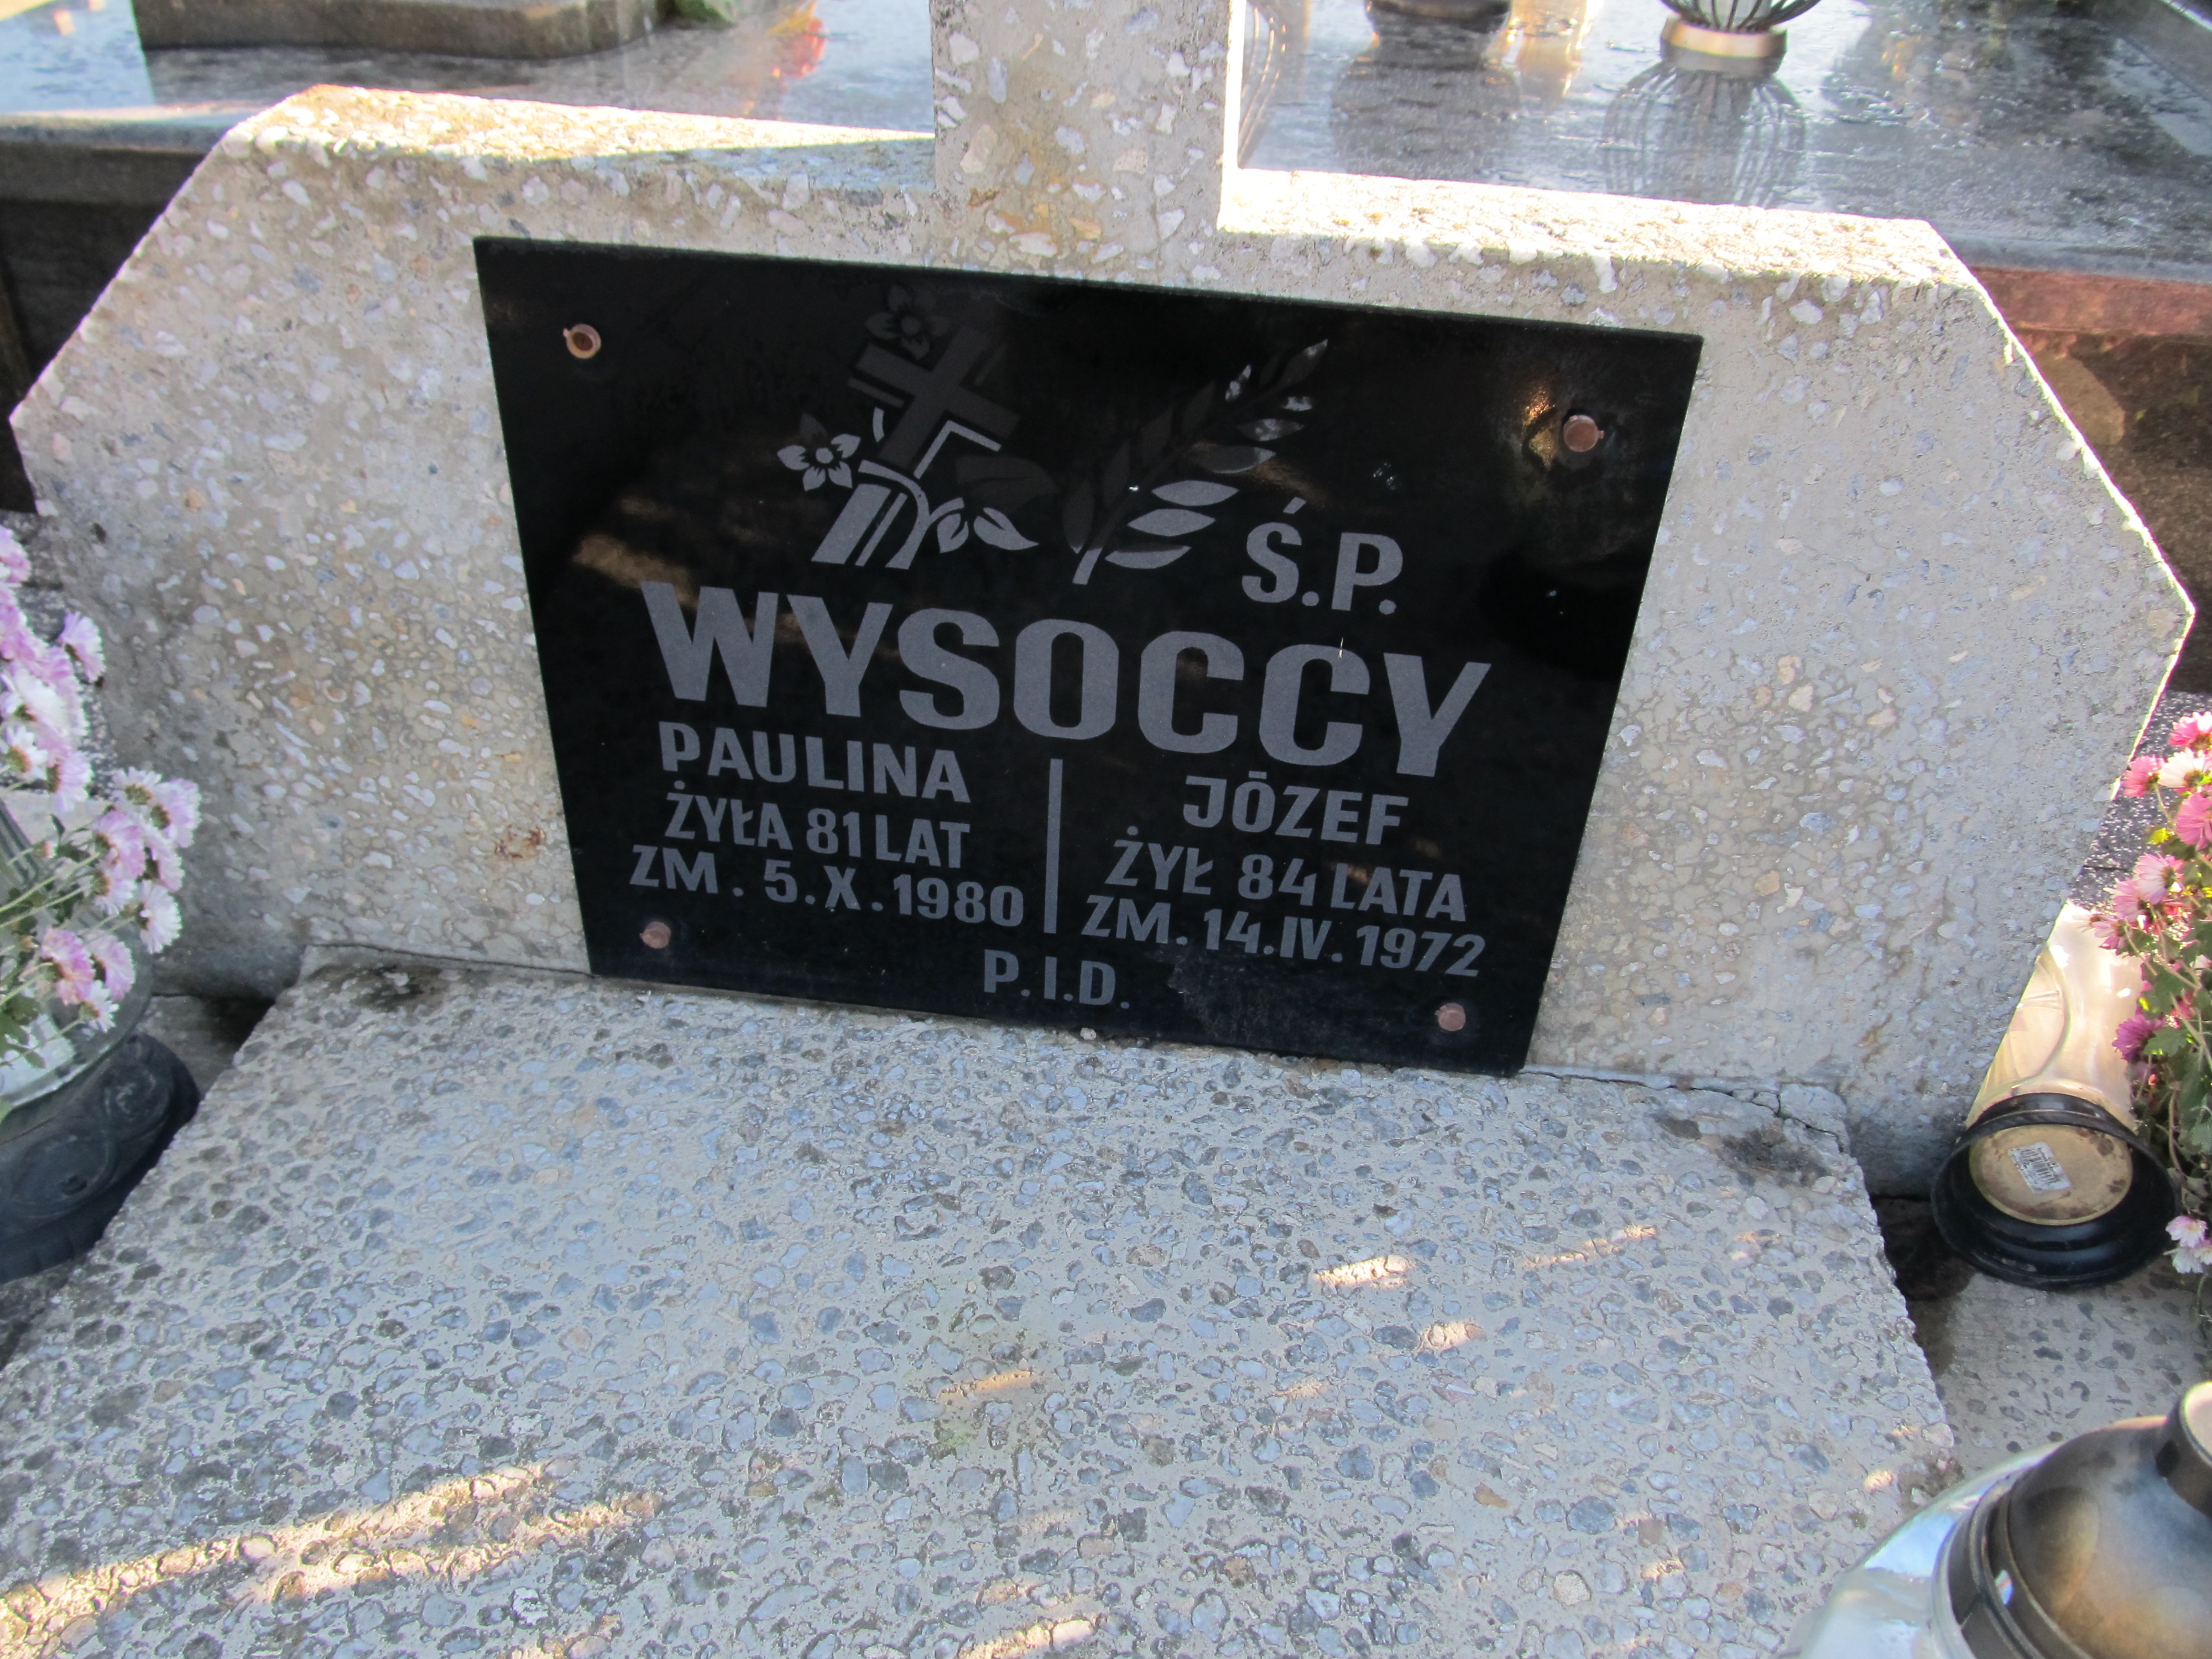 Ś.P.
WYSOCCY
PAULINA
ŻYŁA 81 LAT
ZM. 5.X.1980
JÓZEF
ŻYŁ 84 LATA
ZM. 14.IV.1972
P.I.D.